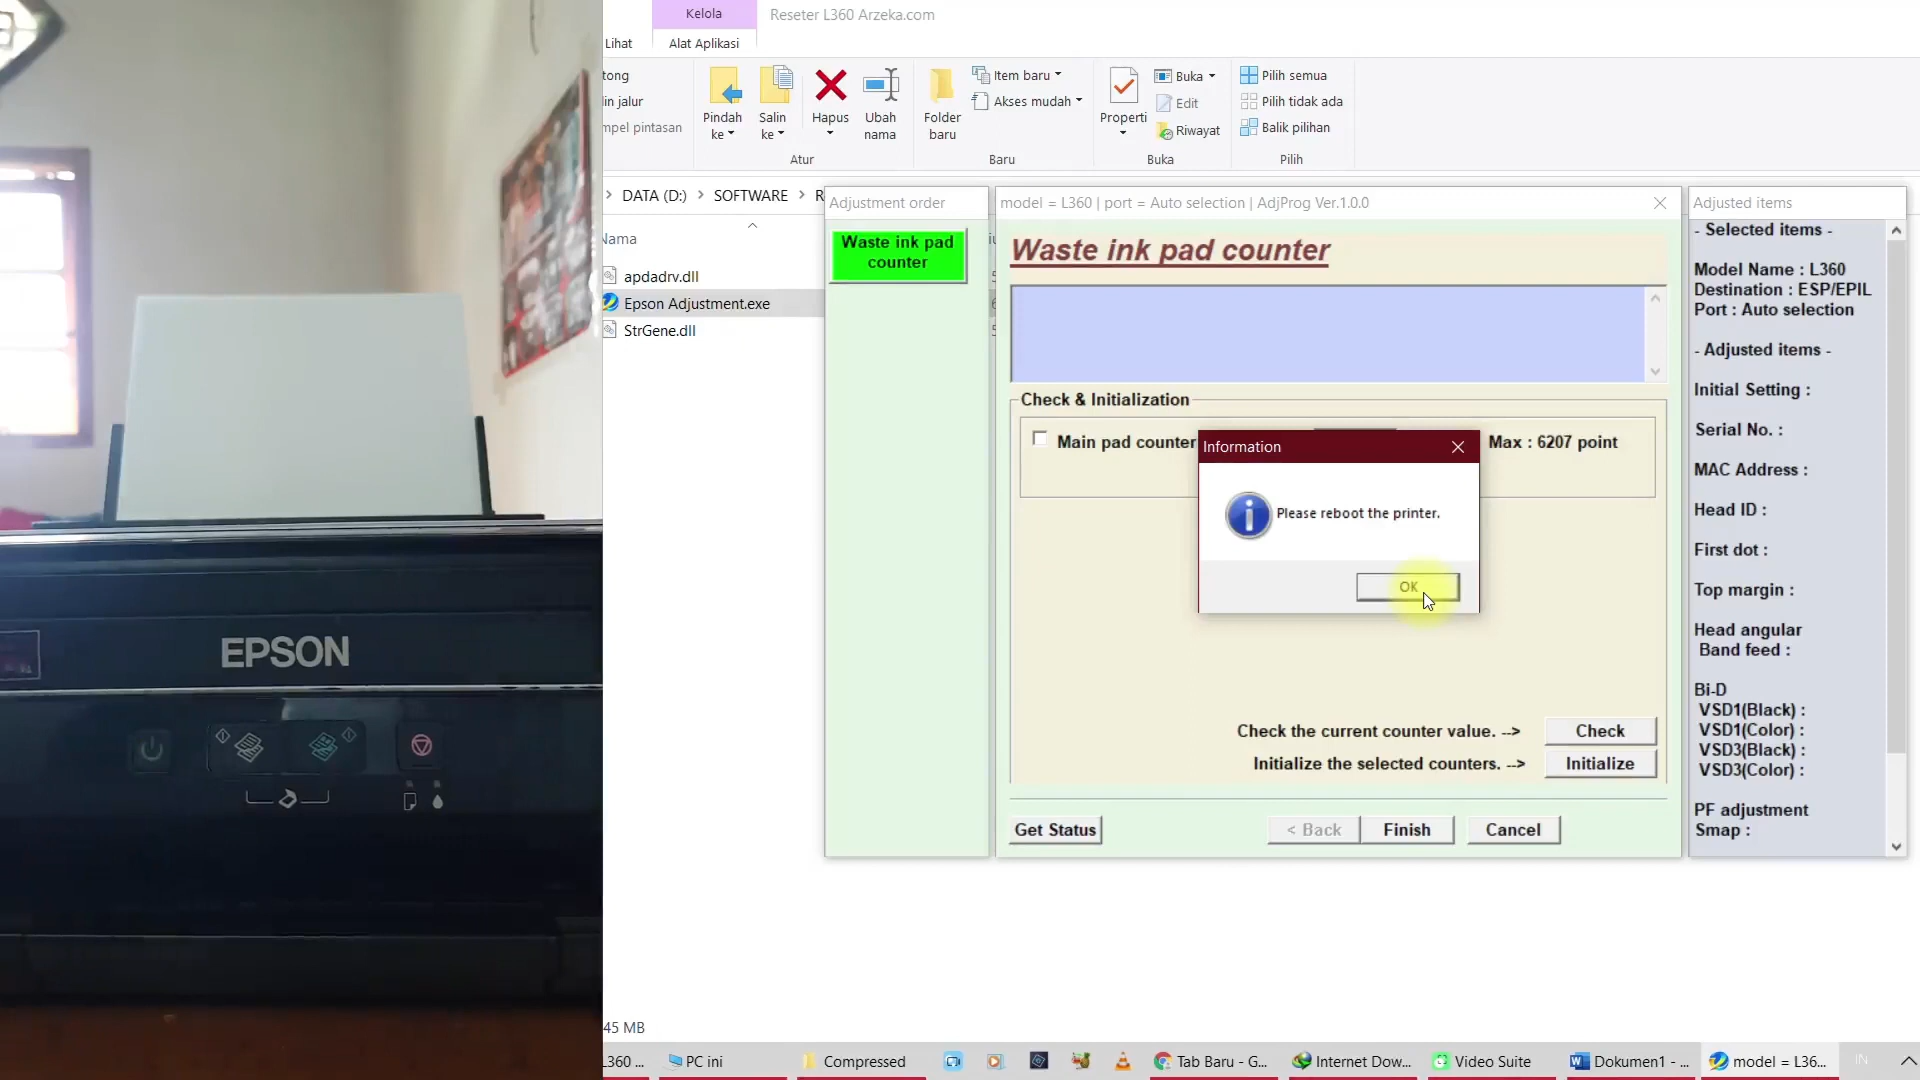 Kelola
Reseter L360 Arzeka.com
Lihat
Alat Aplikasi
tong
in jalur
mpel pintasan
Pindah
ke
Salin
ke
Hapus
Ubah
nama
Atur
Folder
baru
Item baru
Akses mudah
Baru
Properti
Buka
Edit
Riwayat
Buka
Pilih semua
Pilih tidak ada
Balik pilihan
Pilih
> DATA (D:) > SOFTWARE > R
Nama
apdadrv.dll
Epson Adjustment.exe
StrGene.dll
45 MB
Adjustment order
Waste ink pad
counter
model = L360 | port = Auto selection | AdjProg Ver.1.0.0
Waste ink pad counter
Check & Initialization
Main pad counter
Max : 6207 point
Information
Please reboot the printer.
OK
Check the current counter value. -->
Check
Initialize the selected counters. -->
Initialize
Get Status
< Back
Finish
Cancel
Adjusted items
- Selected items -
Model Name : L360
Destination : ESP/EPIL
Port : Auto selection
- Adjusted items -
Initial Setting :
Serial No. :
MAC Address :
Head ID :
First dot :
Top margin :
Head angular
Band feed :
Bi-D
VSD1(Black) :
VSD1(Color) :
VSD3(Black) :
VSD3(Color) :
PF adjustment
Smap :
EPSON
L360 ...
PC ini
Compressed
Tab Baru - G...
Internet Dow...
Video Suite
Dokumen1 - ...
model = L36...
IN